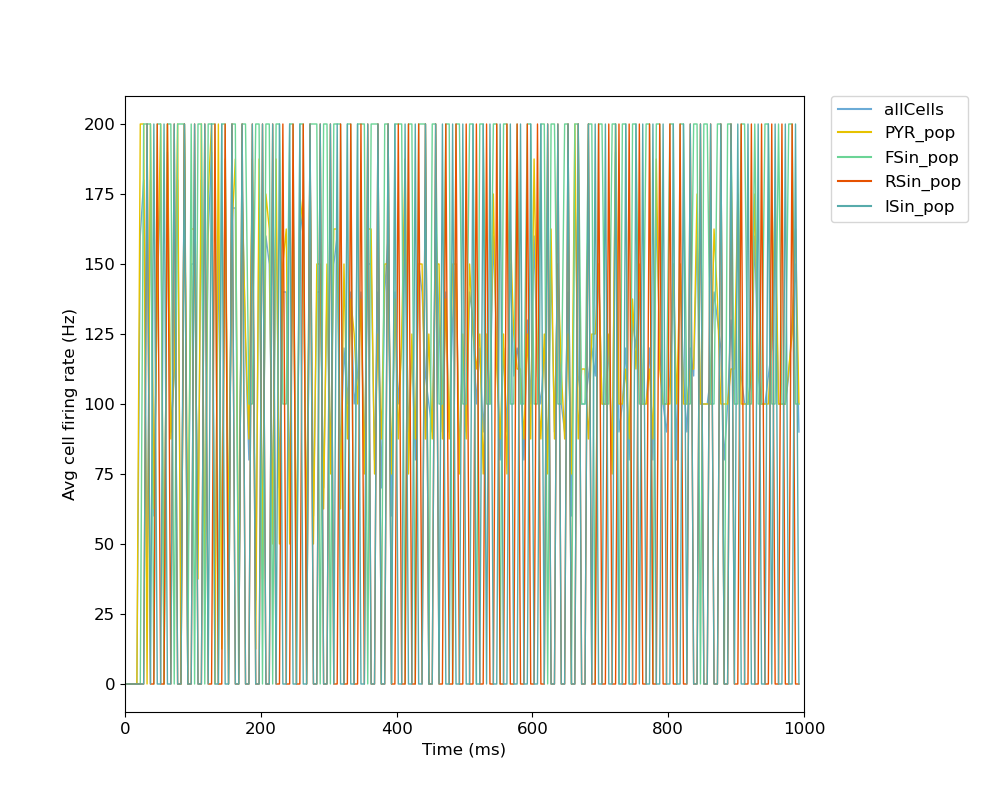 allCells
PYR_pop
FSin_pop
RSin_pop
ISin_pop
Avg cell firing rate (Hz)
200
175
150
125
100
75
50
25
0
0 200 400 600 800 1000
Time (ms)